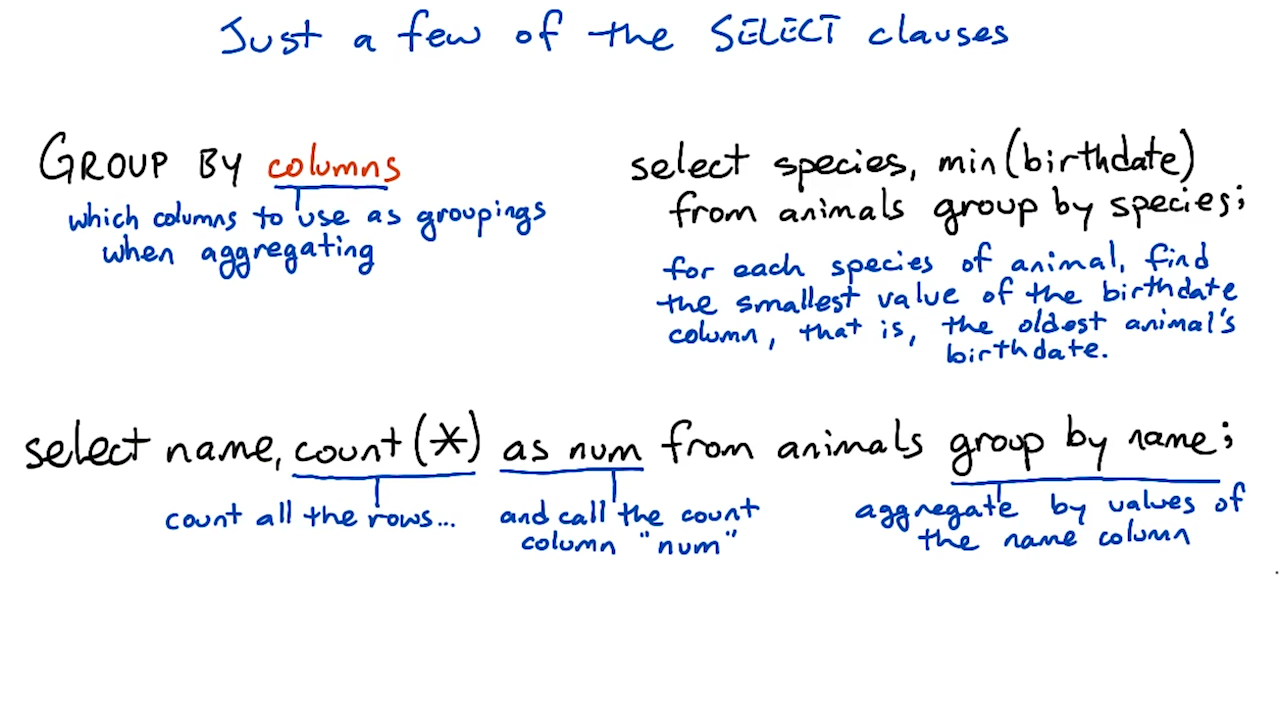 Just a few of the SELECT clauses
GROUP BY columns
which columns to use as groupings
when aggregating
select species, min(birthdate)
from animals group by species;
for each species of animal, find
the smallest value of the birthdate
column, that is, the oldest animal's
birthdate.
select name, count(*) as num from animals group by name;
count all the rows...
and call the count
column "num"
aggregate by values of
the name column